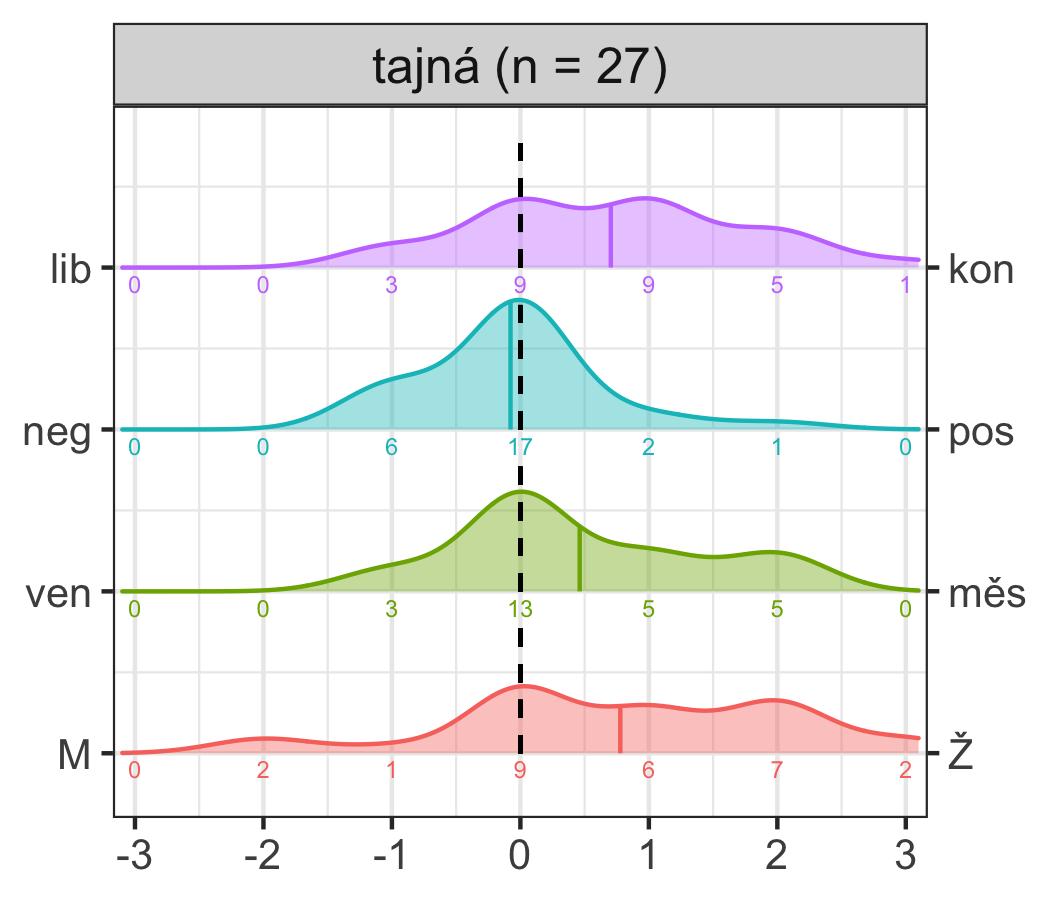 tajná (n = 27)
lib kon
0 0 3 9 9 5 1
neg pos
0 0 6 17 2 1 0
ven měs
0 0 3 13 5 5 0
M Ž
0 2 1 9 6 7 2
-3 -2 -1 0 1 2 3